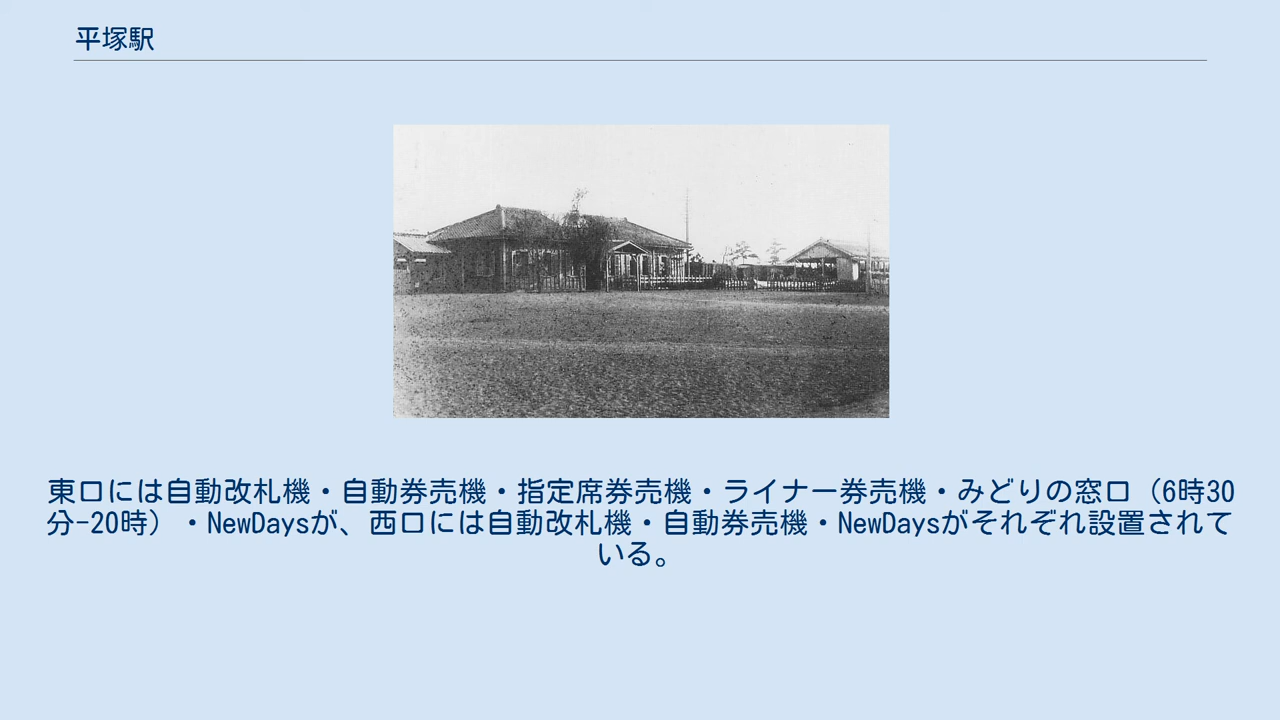 平塚駅
東口には自動改札機・自動券売機・指定席券売機・ライナー券売機・みどりの窓口（6時30
分-20時）・NewDaysが、西口には自動改札機・自動券売機・NewDaysがそれぞれ設置されて
いる。